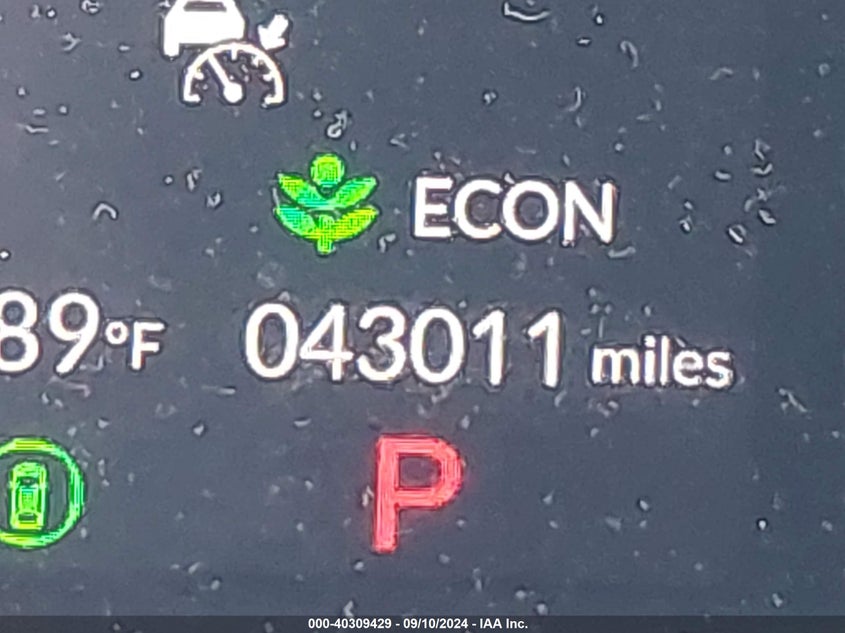 ECON
89°F 043011 miles
P
000-40309429 - 09/10/2024 - IAA Inc.